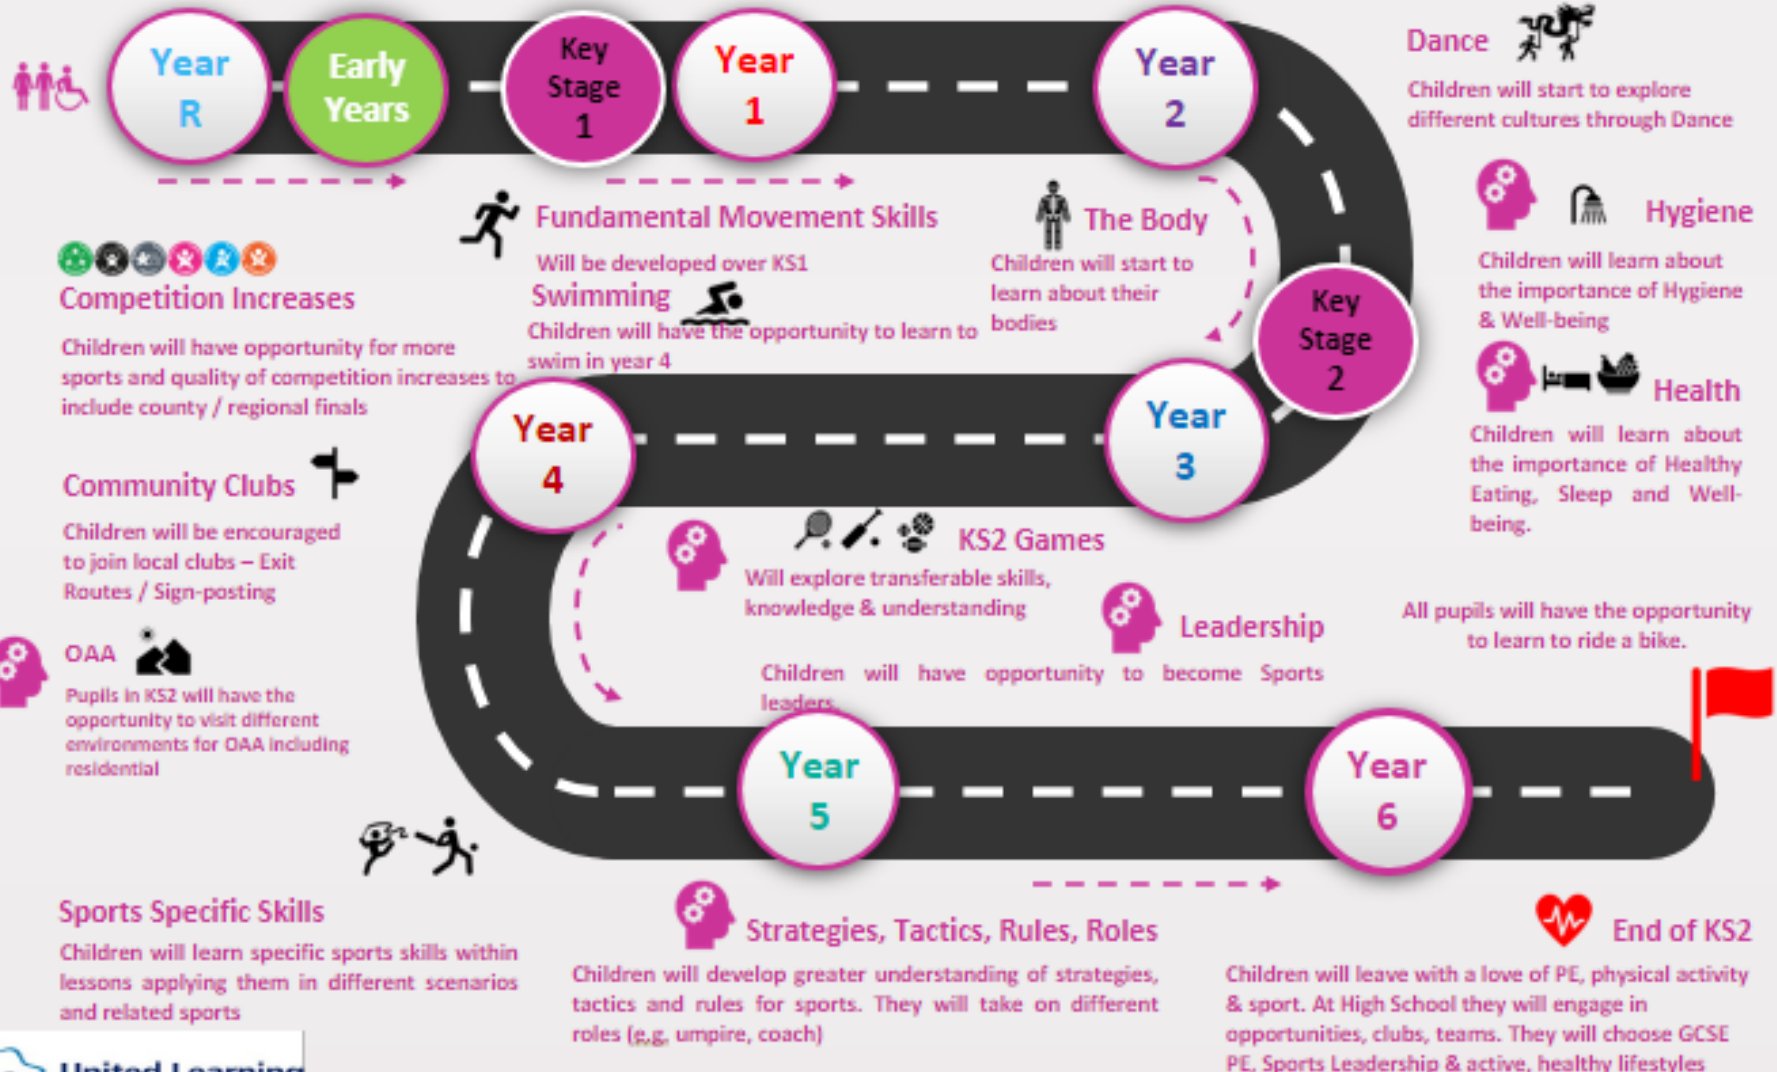 Year
R
Early
Years
Key
Stage
1
Year
1
Year
2
Dance
Children will start to explore
different cultures through Dance
Hygiene
Children will learn about
the importance of Hygiene
& Well-being
Fundamental Movement Skills
Will be developed over KS1
Swimming
Children will have the opportunity to learn to
swim in year 4
The Body
Children will start to
learn about their
bodies
Key
Stage
2
Health
Children will learn about
the importance of Healthy
Eating, Sleep and Well-
being.
Competition Increases
Children will have opportunity for more
sports and quality of competition increases to
include county / regional finals
Year
4
Year
3
Community Clubs
Children will be encouraged
to join local clubs – Exit
Routes / Sign-posting
KS2 Games
Will explore transferable skills,
knowledge & understanding
Leadership
Children will have opportunity to become Sports
leaders.
All pupils will have the opportunity
to learn to ride a bike.
OAA
Pupils in KS2 will have the
opportunity to visit different
environments for OAA including
residential
Year
5
Year
6
Sports Specific Skills
Children will learn specific sports skills within
lessons applying them in different scenarios
and related sports
Strategies, Tactics, Rules, Roles
Children will develop greater understanding of strategies,
tactics and rules for sports. They will take on different
roles (e.g. umpire, coach)
End of KS2
Children will leave with a love of PE, physical activity
& sport. At High School they will engage in
opportunities, clubs, teams. They will choose GCSE
PE, Sports Leadership & active, healthy lifestyles
United Learning